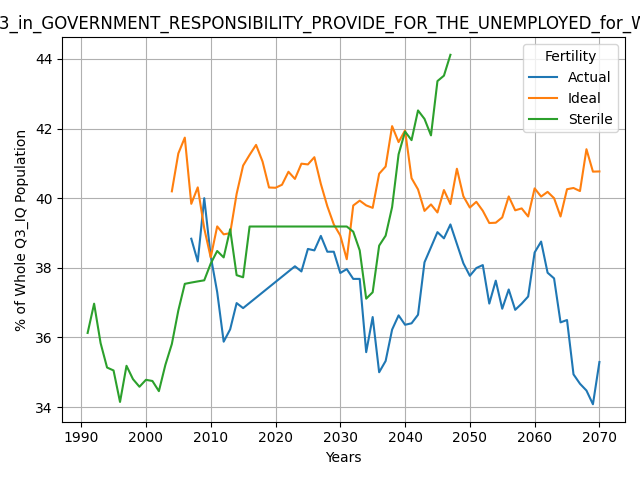 3_in_GOVERNMENT_RESPONSIBILITY_PROVIDE_FOR_THE_UNEMPLOYED_for_W
Fertility
Actual
Ideal
Sterile
44
42
40
38
36
34
% of Whole Q3_IQ Population
1990 2000 2010 2020 2030 2040 2050 2060 2070
Years